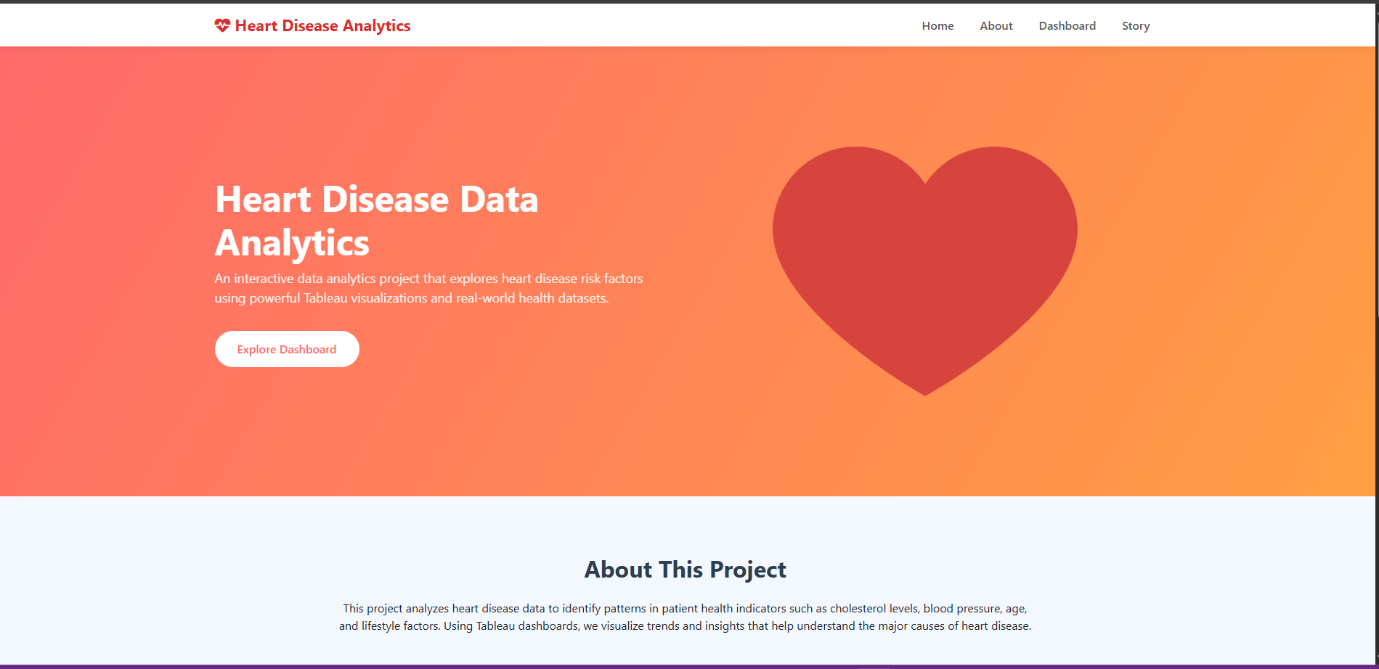 Heart Disease Analytics
Home
About
Dashboard
Story
Heart Disease Data
Analytics
An interactive data analytics project that explores heart disease risk factors
using powerful Tableau visualizations and real-world health datasets.
Explore Dashboard
About This Project
This project analyzes heart disease data to identify patterns in patient health indicators such as cholesterol levels, blood pressure, age,
and lifestyle factors. Using Tableau dashboards, we visualize trends and insights that help understand the major causes of heart disease.